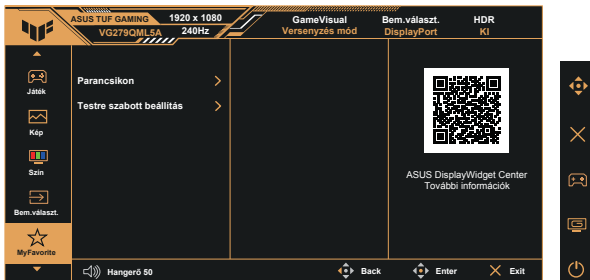 ASUS TUF GAMING
VG279QML5A
1920 x 1080
240Hz
GameVisual
Versenyzés mód
Bem.választ.
DisplayPort
HDR
KI
Játék
Kép
Szín
Bem.választ.
MyFavorite
Parancsikon
Testre szabott beállítás
ASUS DisplayWidget Center
További információk
Hangerő 50
Back
Enter
Exit